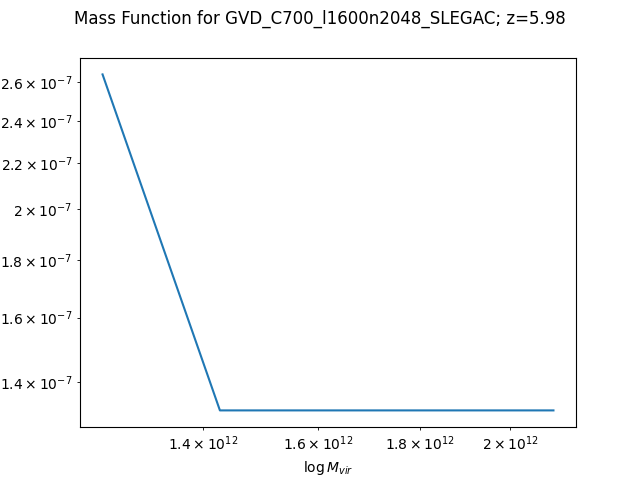 Mass Function for GVD_C700_l1600n2048_SLEGAC; z=5.98
2.6 × 10⁻⁷
2.4 × 10⁻⁷
2.2 × 10⁻⁷
2 × 10⁻⁷
1.8 × 10⁻⁷
1.6 × 10⁻⁷
1.4 × 10⁻⁷
1.4 × 10¹² 1.6 × 10¹² 1.8 × 10¹² 2 × 10¹²
log M_vir